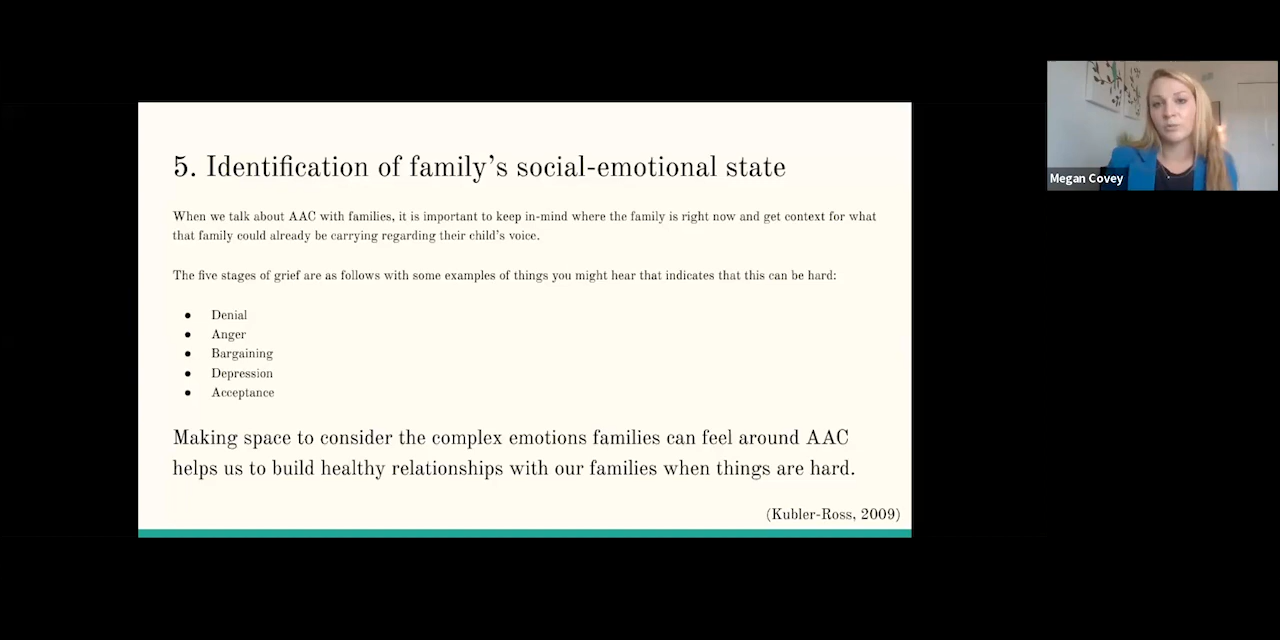 5. Identification of family's social-emotional state
When we talk about AAC with families, it is important to keep in-mind where the family is right now and get context for what
that family could already be carrying regarding their child's voice.
The five stages of grief are as follows with some examples of things you might hear that indicates that this can be hard:
● Denial
● Anger
● Bargaining
● Depression
● Acceptance
Making space to consider the complex emotions families can feel around AAC
helps us to build healthy relationships with our families when things are hard.
(Kubler-Ross, 2009)
Megan Covey